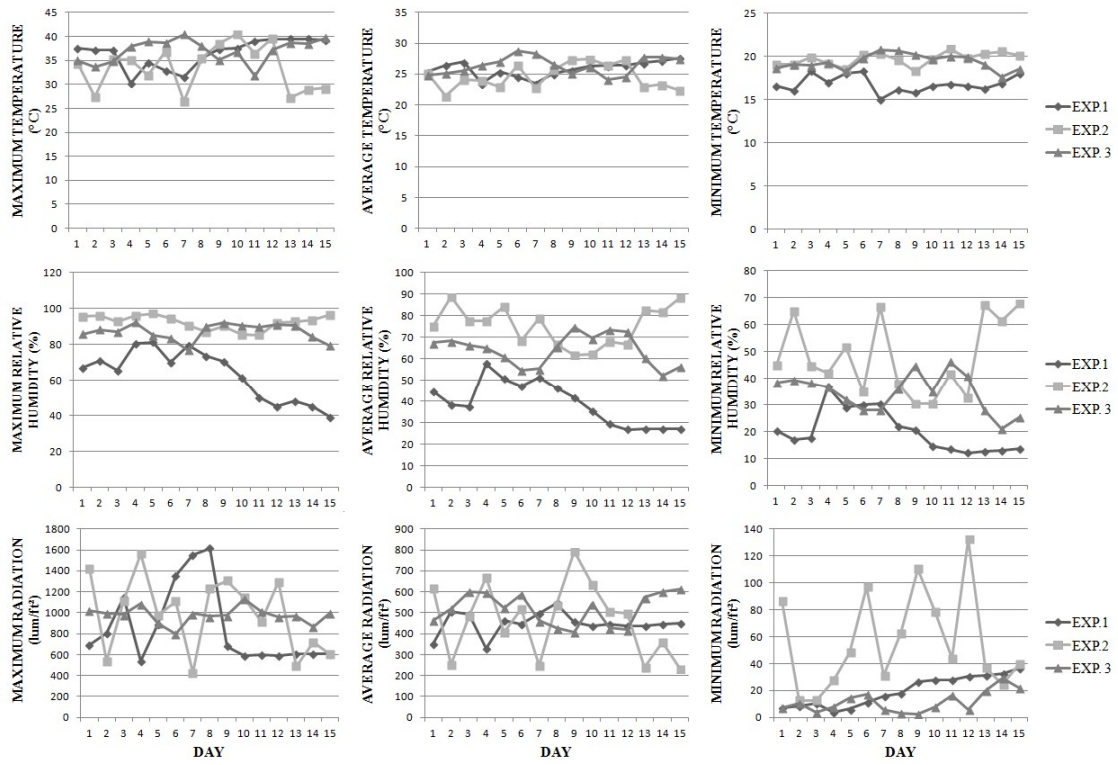 MAXIMUM TEMPERATURE
(°C)
45
40
35
30
25
20
15
10
5
0
1 2 3 4 5 6 7 8 9 10 11 12 13 14 15
AVERAGE TEMPERATURE
(°C)
35
30
25
20
15
10
5
0
1 2 3 4 5 6 7 8 9 10 11 12 13 14 15
MINIMUM TEMPERATURE
(°C)
25
20
15
10
5
0
1 2 3 4 5 6 7 8 9 10 11 12 13 14 15
EXP.1
EXP.2
EXP. 3
MAXIMUM RELATIVE
HUMIDITY (%)
120
100
80
60
40
20
0
1 2 3 4 5 6 7 8 9 10 11 12 13 14 15
AVERAGE RELATIVE
HUMIDITY (%)
100
90
80
70
60
50
40
30
20
10
0
1 2 3 4 5 6 7 8 9 10 11 12 13 14 15
MINIMUM RELATIVE
HUMIDITY (%)
80
70
60
50
40
30
20
10
0
1 2 3 4 5 6 7 8 9 10 11 12 13 14 15
EXP.1
EXP.2
EXP. 3
MAXIMUM RADIATION
(lum/ft²)
1800
1600
1400
1200
1000
800
600
400
200
0
1 2 3 4 5 6 7 8 9 10 11 12 13 14 15
DAY
AVERAGE RADIATION
(lum/ft²)
900
800
700
600
500
400
300
200
100
0
1 2 3 4 5 6 7 8 9 10 11 12 13 14 15
DAY
MINIMUM RADIATION
(lum/ft²)
140
120
100
80
60
40
20
0
1 2 3 4 5 6 7 8 9 10 11 12 13 14 15
DAY
EXP.1
EXP.2
EXP. 3